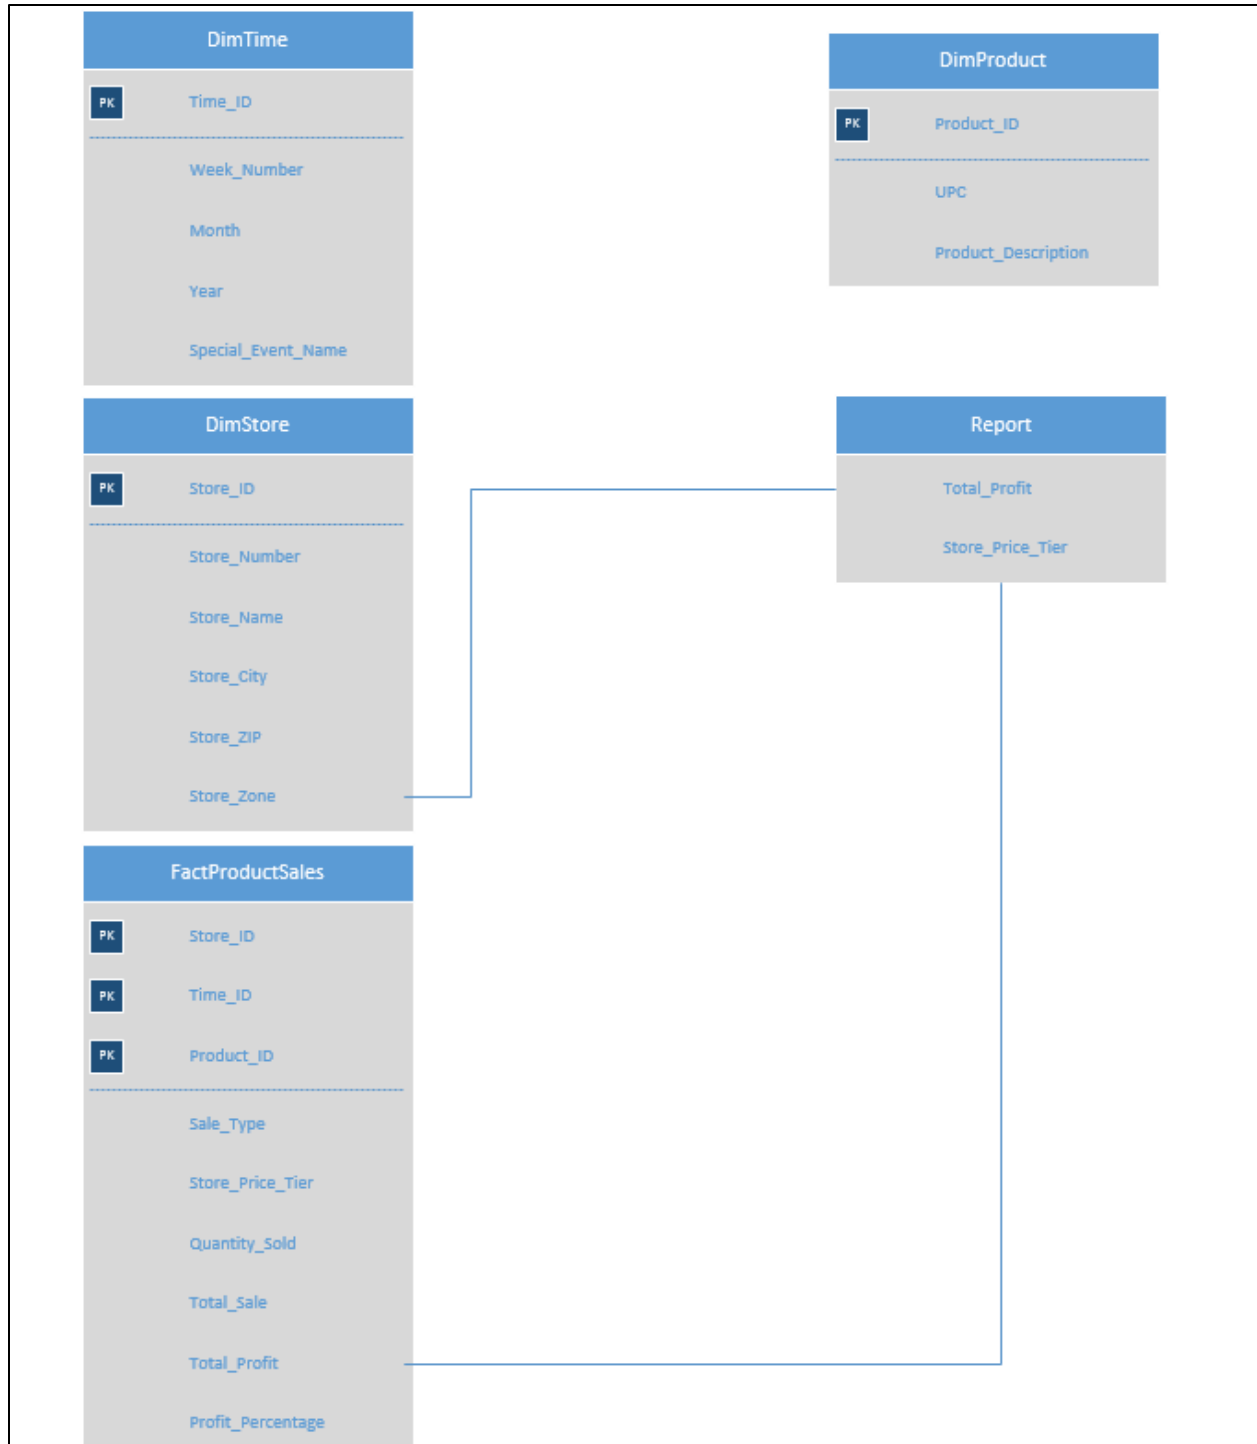 DimTime
PK Time_ID
Week_Number
Month
Year
Special_Event_Name
DimProduct
PK Product_ID
UPC
Product_Description
DimStore
PK Store_ID
Store_Number
Store_Name
Store_City
Store_ZIP
Store_Zone
Report
Total_Profit
Store_Price_Tier
FactProductSales
PK Store_ID
PK Time_ID
PK Product_ID
Sale_Type
Store_Price_Tier
Quantity_Sold
Total_Sale
Total_Profit
Profit_Percentage